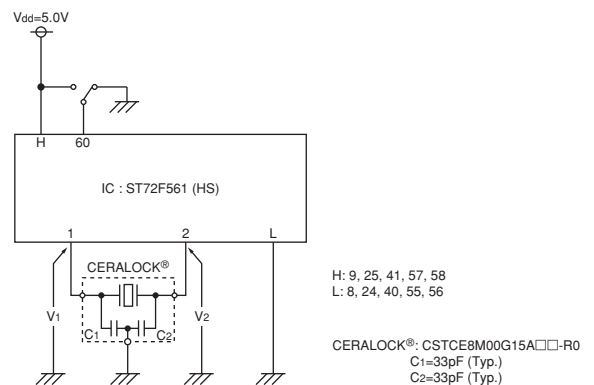 Vdd=5.0V
H 60
IC : ST72F561 (HS)
1 2 L
CERALOCK®
V1 C1 C2 V2
H: 9, 25, 41, 57, 58
L: 8, 24, 40, 55, 56
CERALOCK®: CSTCE8M00G15A□□-R0
C1=33pF (Typ.)
C2=33pF (Typ.)